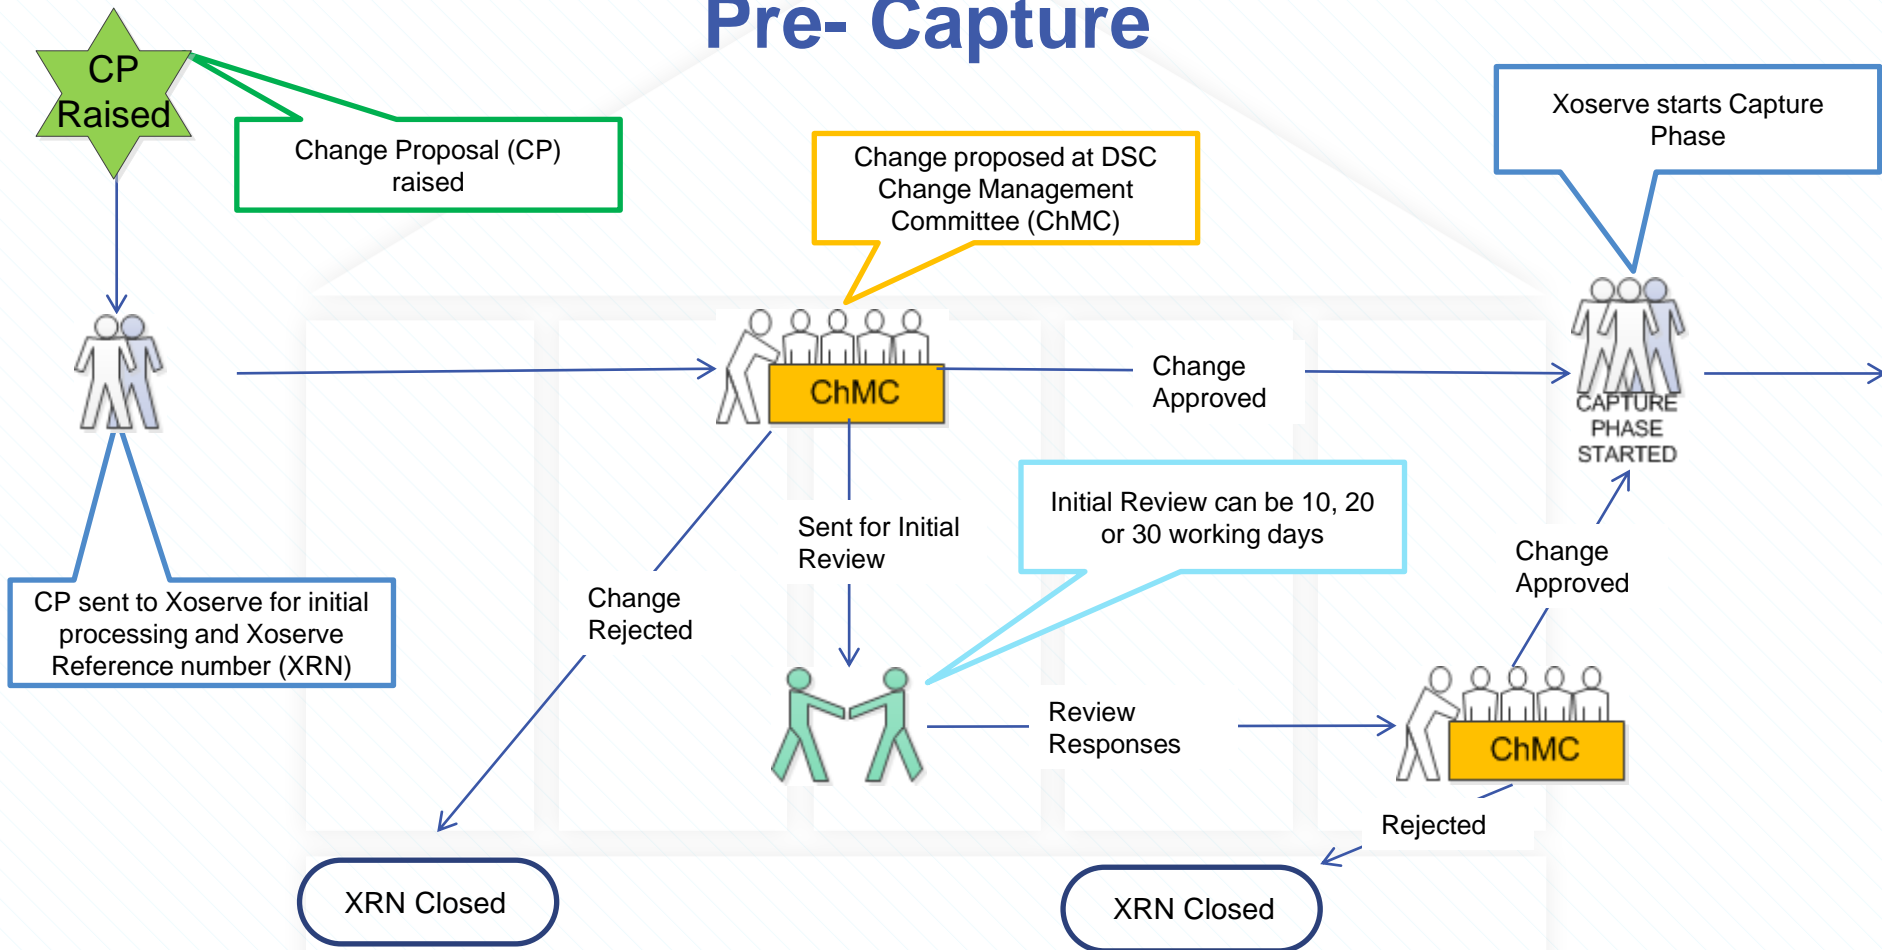 Pre- Capture
CP
Raised
Change Proposal (CP)
raised
Change proposed at DSC
Change Management
Committee (ChMC)
Xoserve starts Capture
Phase
ChMC
Change
Approved
CAPTURE
PHASE
STARTED
CP sent to Xoserve for initial
processing and Xoserve
Reference number (XRN)
Change
Rejected
Sent for Initial
Review
Initial Review can be 10, 20
or 30 working days
Change
Approved
Review
Responses
ChMC
Rejected
XRN Closed
XRN Closed